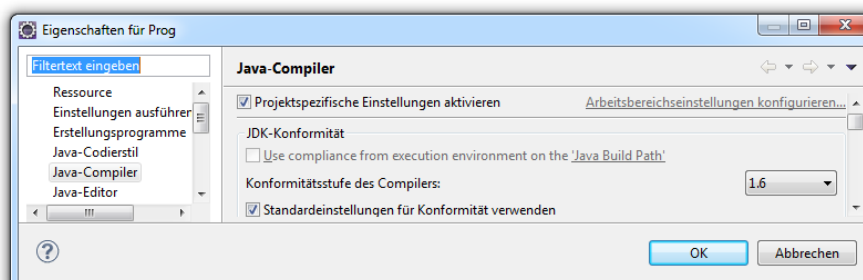 Eigenschaften für Prog
Filtertext eingeben
Ressource
Einstellungen ausführer
Erstellungsprogramme
Java-Codierstil
Java-Compiler
Java-Editor
Java-Compiler
Projektspezifische Einstellungen aktivieren
Arbeitsbereichseinstellungen konfigurieren...
JDK-Konformität
Use compliance from execution environment on the 'Java Build Path'
Konformitätsstufe des Compilers:
1.6
Standardeinstellungen für Konformität verwenden
?
OK
Abbrechen